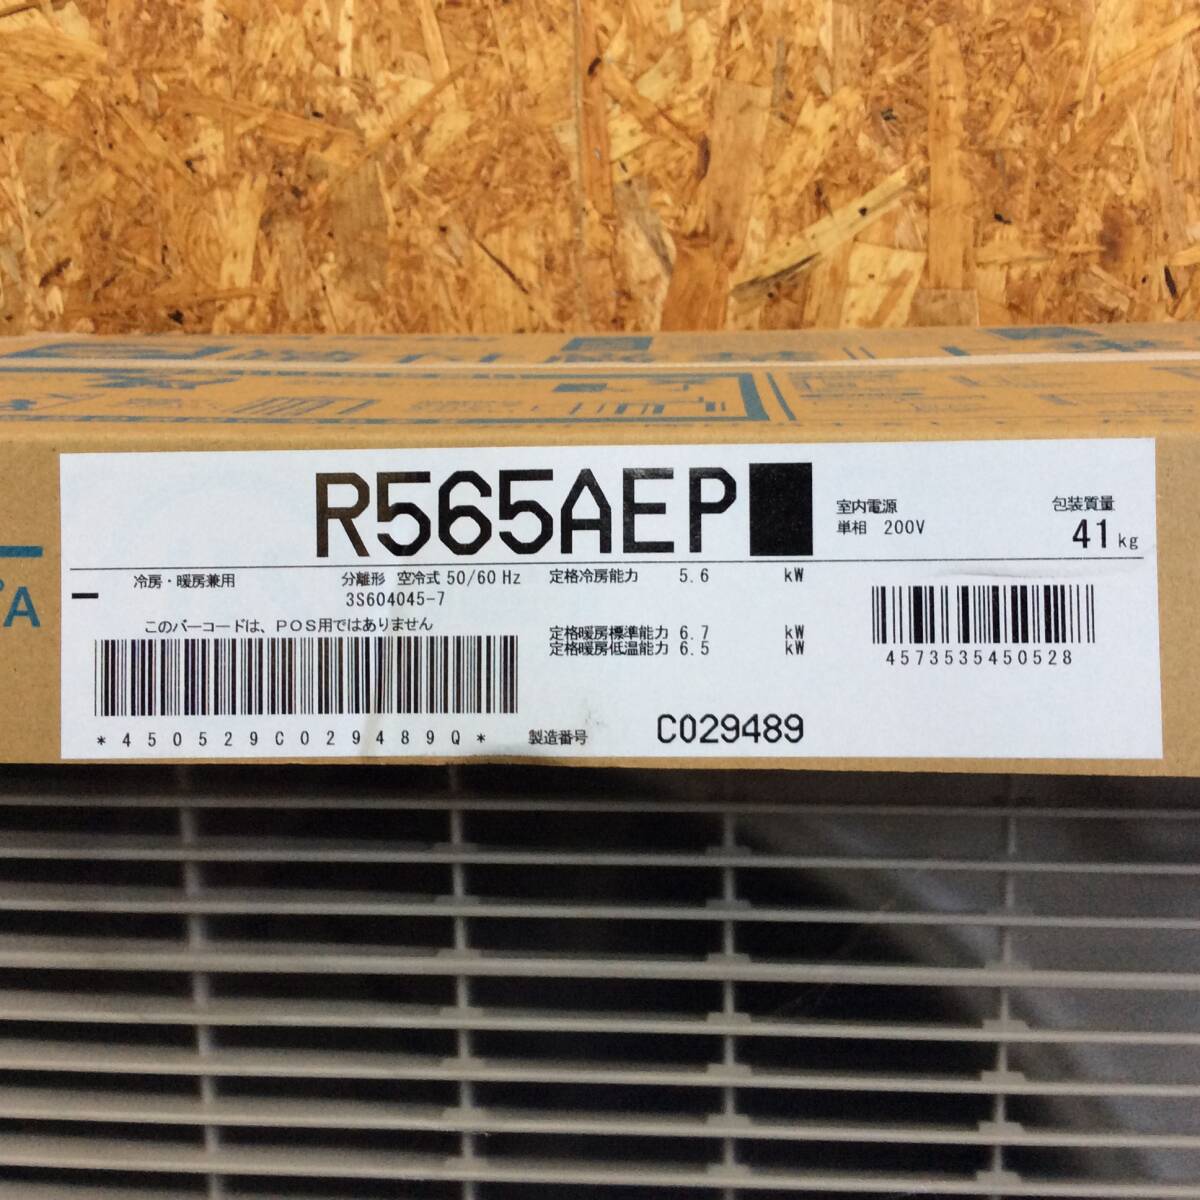 R565AEP■
室内電源
単相 200V
包装質量
41kg
冷房・暖房兼用
分離形 空冷式 50/60 Hz
3S604045-7
このバーコードは、POS用ではありません
*450529C029489Q*
定格冷房能力 5.6 kW
定格暖房標準能力 6.7 kW
定格暖房低温能力 6.5 kW
製造番号 C029489
4573535450528
A